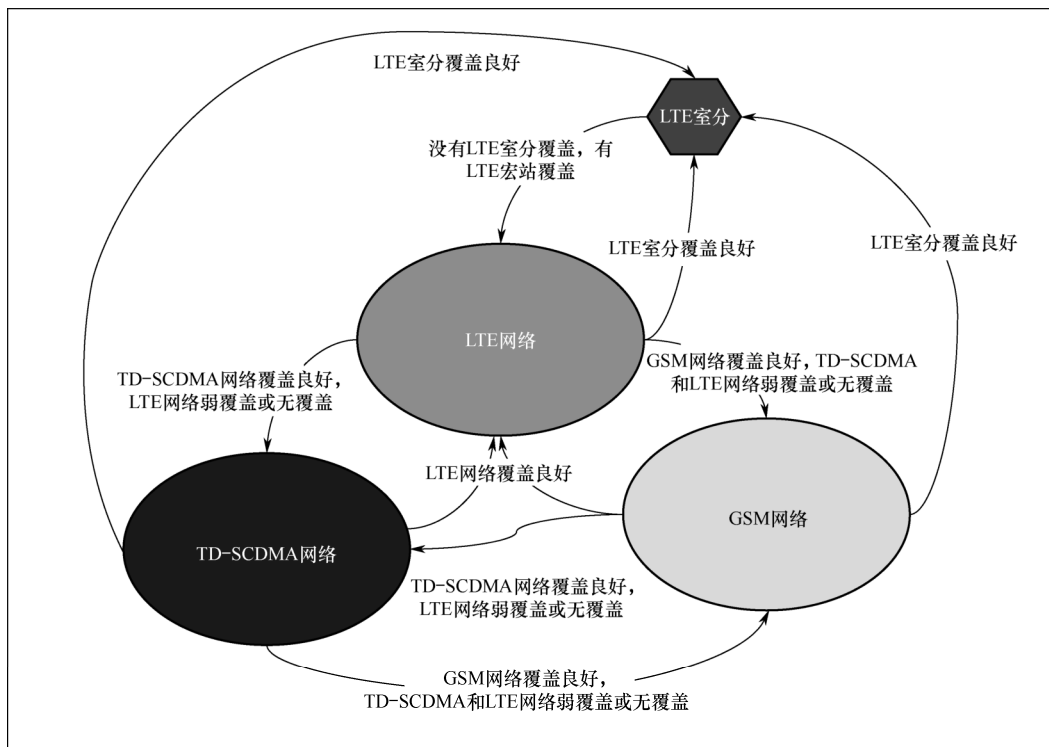 LTE室分覆盖良好
LTE室分
没有LTE室分覆盖，有
LTE宏站覆盖
LTE室分覆盖良好
LTE室分覆盖良好
LTE网络
TD-SCDMA网络覆盖良好，
LTE网络弱覆盖或无覆盖
GSM网络覆盖良好，TD-SCDMA
和LTE网络弱覆盖或无覆盖
LTE网络覆盖良好
GSM网络
TD-SCDMA网络
TD-SCDMA网络覆盖良好，
LTE网络弱覆盖或无覆盖
GSM网络覆盖良好，
TD-SCDMA和LTE网络弱覆盖或无覆盖